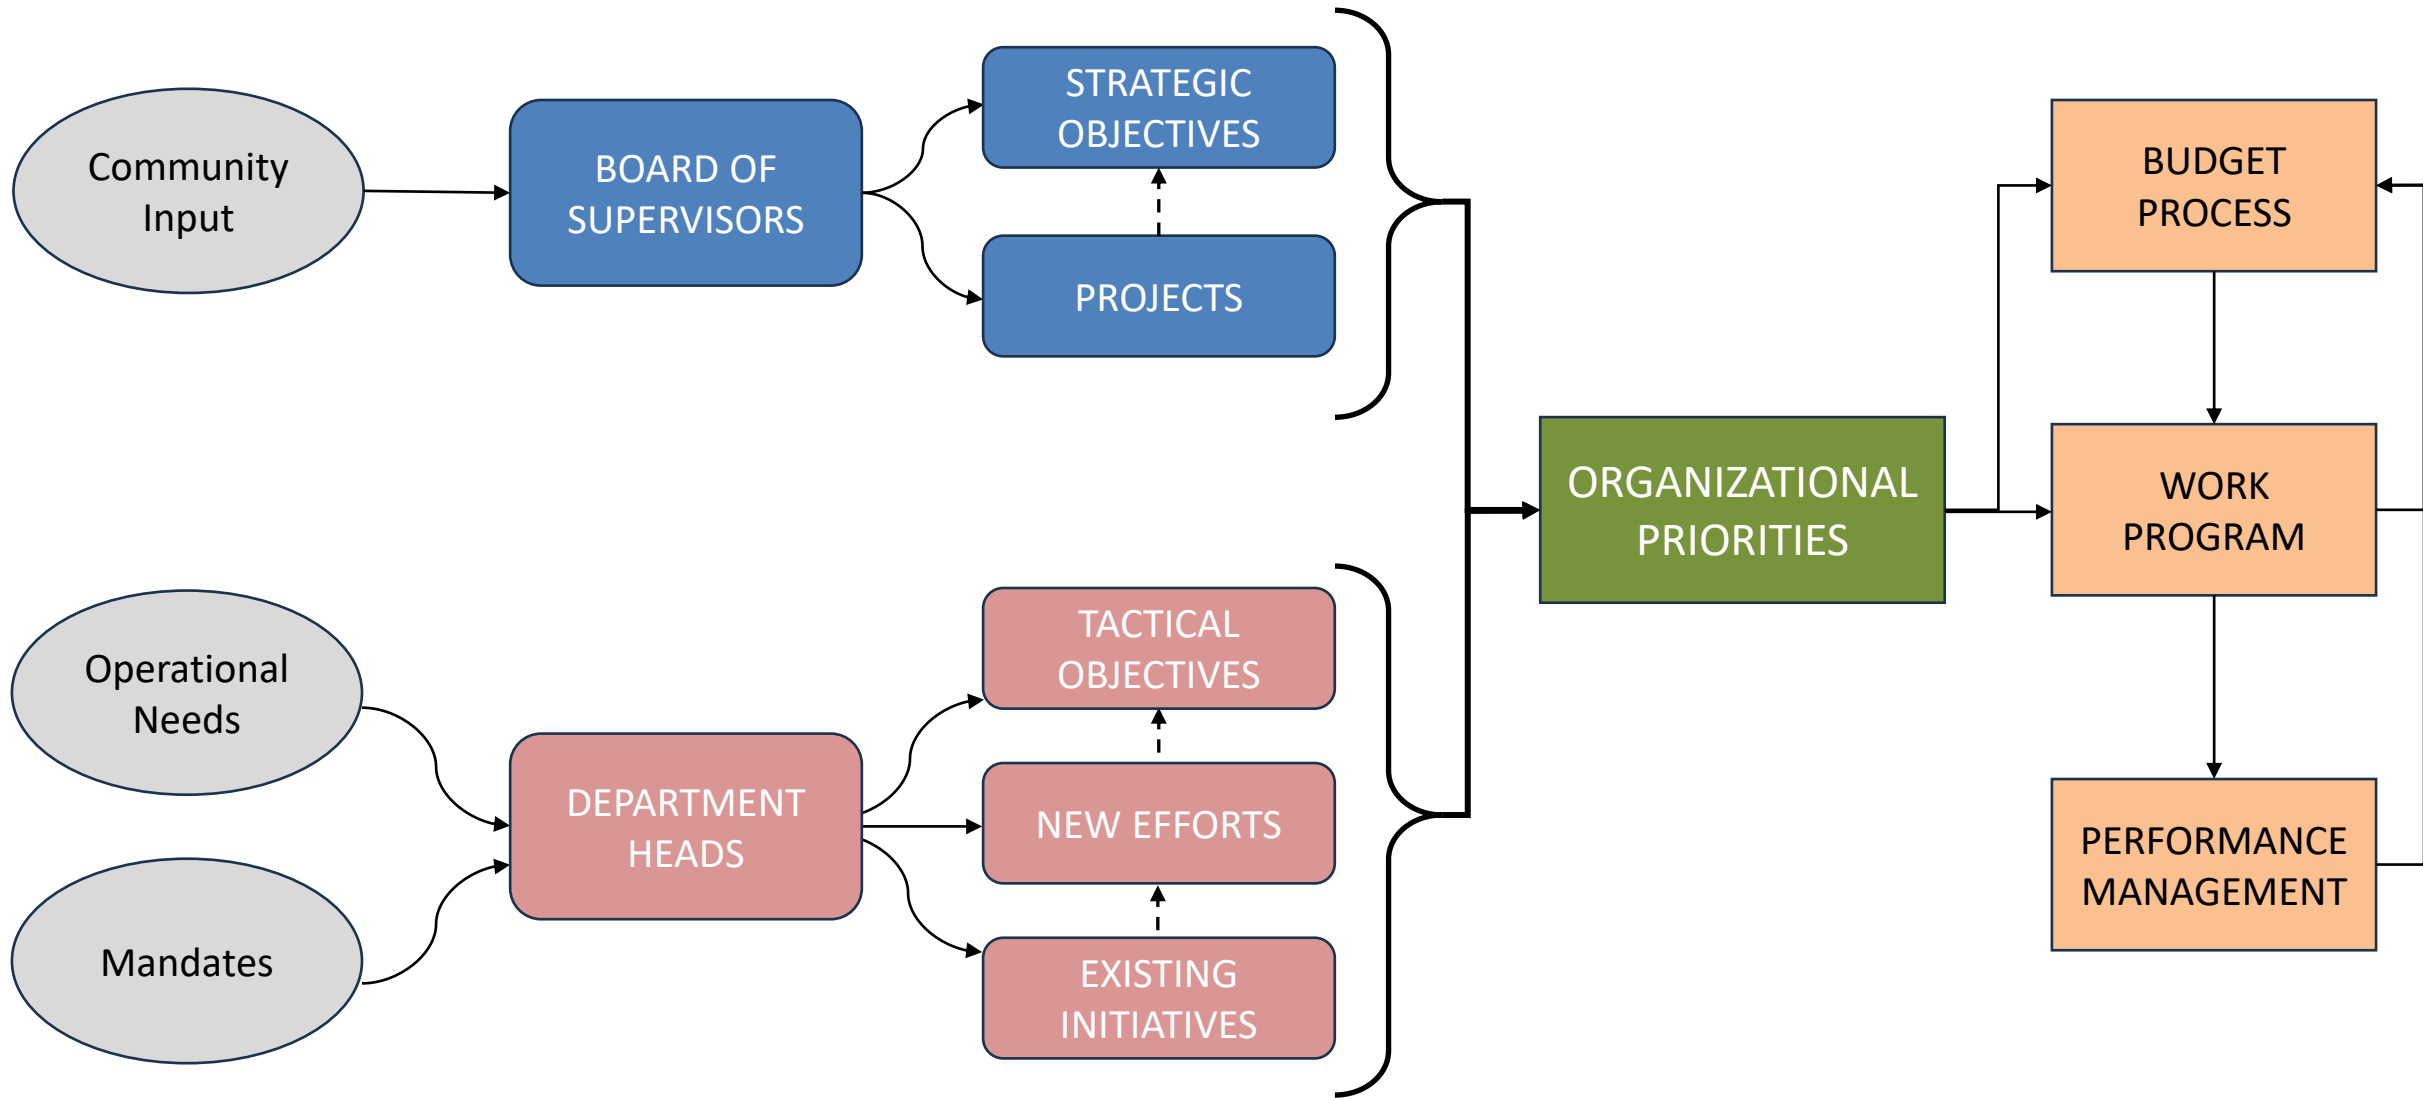 Community
Input
BOARD OF
SUPERVISORS
STRATEGIC
OBJECTIVES
PROJECTS
Operational
Needs
Mandates
DEPARTMENT
HEADS
TACTICAL
OBJECTIVES
NEW EFFORTS
EXISTING
INITIATIVES
ORGANIZATIONAL
PRIORITIES
BUDGET
PROCESS
WORK
PROGRAM
PERFORMANCE
MANAGEMENT